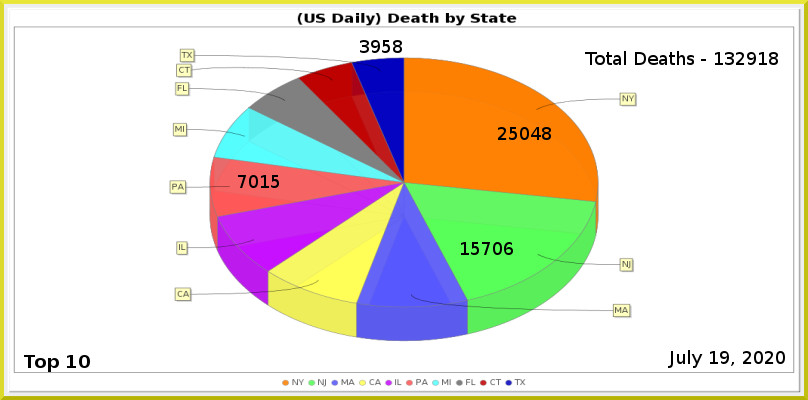 (US Daily) Death by State
3958
Total Deaths - 132918
TX
CT
FL
NY
MI
25048
PA
7015
15706
IL
NJ
CA
MA
Top 10
July 19, 2020
NY NJ MA CA IL PA MI FL CT TX